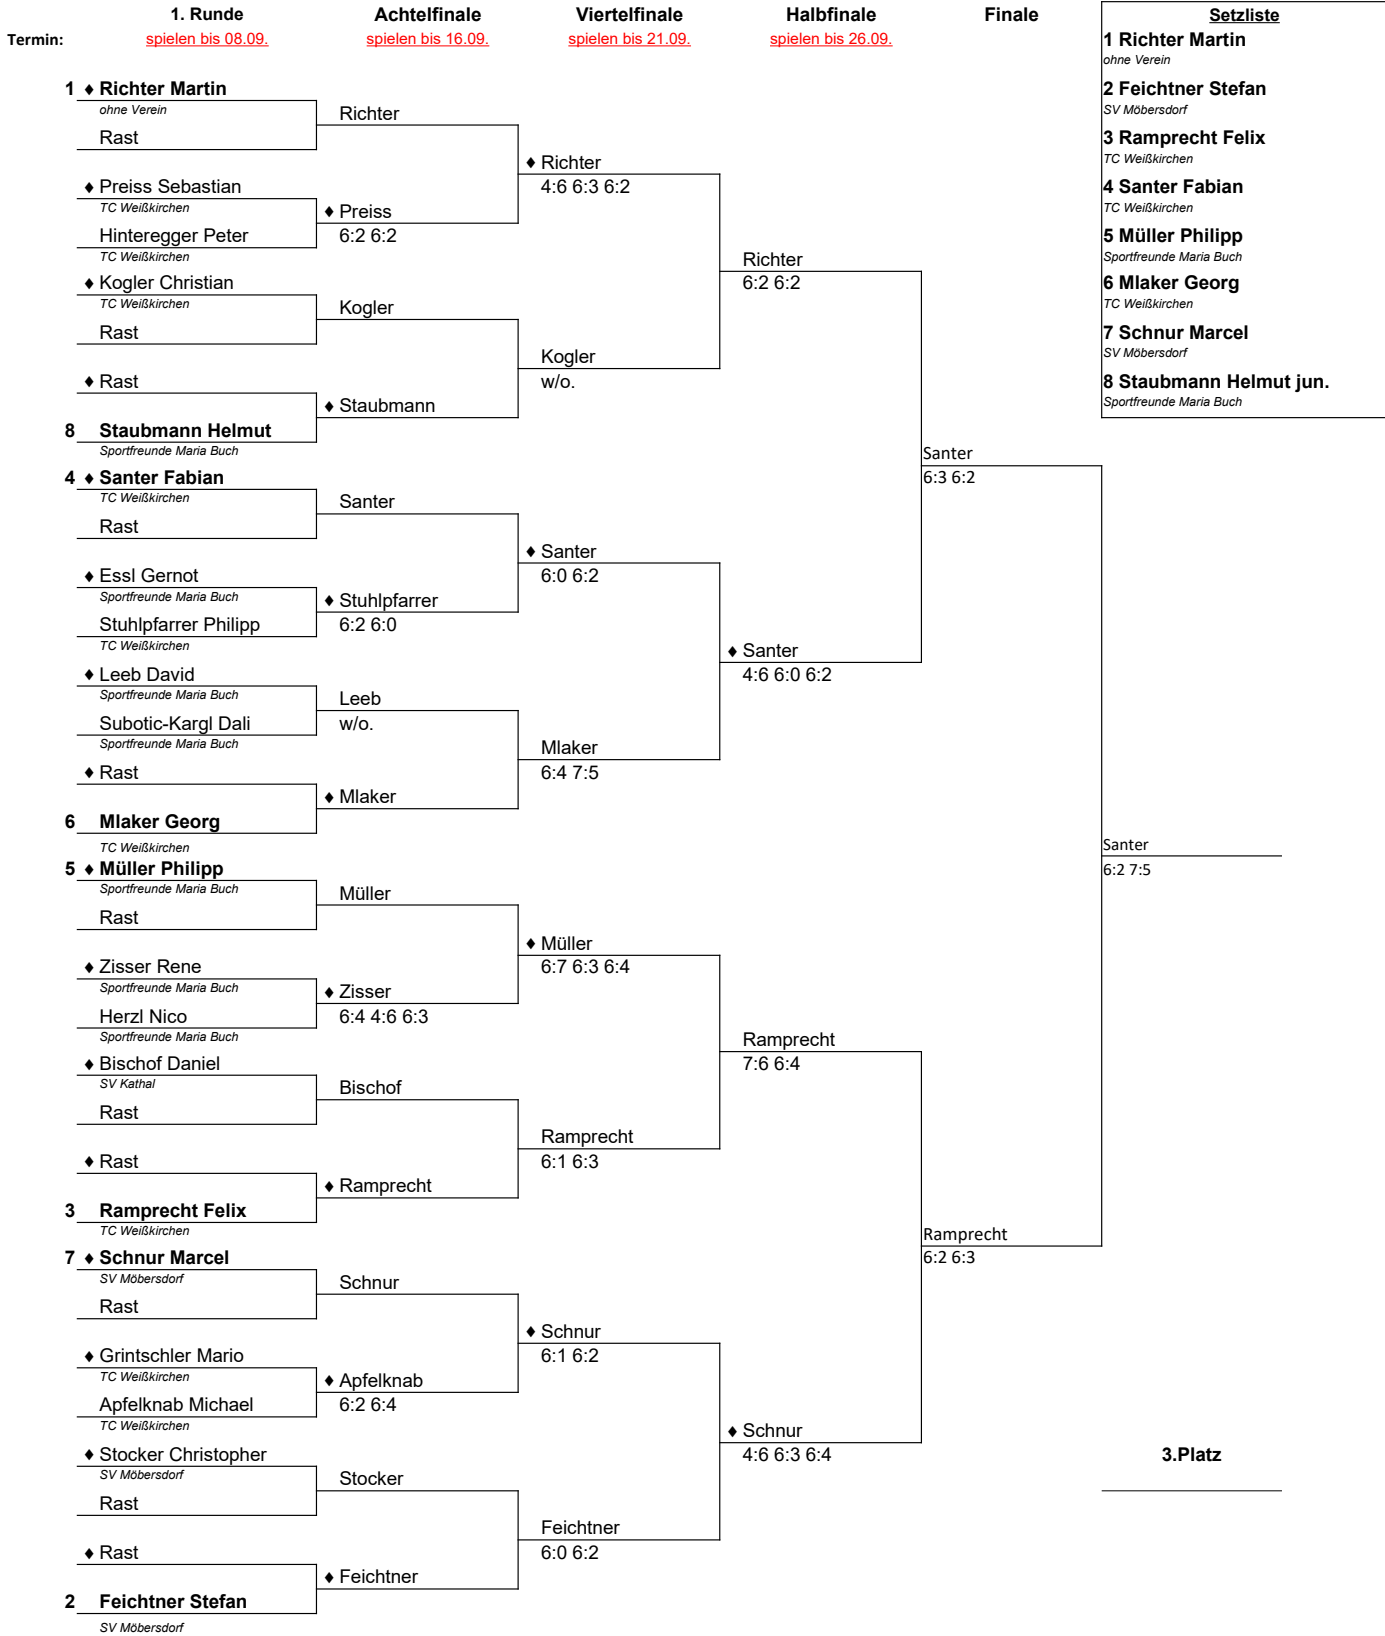 1. Runde Achtelfinale Viertelfinale Halbfinale Finale Setzliste
Termin: spielen bis 08.09. spielen bis 16.09. spielen bis 21.09. spielen bis 26.09. 1 Richter Martin
ohne Verein
1 ♦ Richter Martin 2 Feichtner Stefan
ohne Verein Richter SV Möbersdorf
Rast 3 Ramprecht Felix
♦ Richter TC Weißkirchen
♦ Preiss Sebastian 4:6 6:3 6:2 4 Santer Fabian
TC Weißkirchen ♦ Preiss TC Weißkirchen
Hinteregger Peter 6:2 6:2 5 Müller Philipp
TC Weißkirchen Richter Sportfreunde Maria Buch
♦ Kogler Christian 6:2 6:2 6 Mlaker Georg
TC Weißkirchen Kogler TC Weißkirchen
Rast 7 Schnur Marcel
Kogler SV Möbersdorf
♦ Rast w/o. 8 Staubmann Helmut jun.
♦ Staubmann Sportfreunde Maria Buch
8 Staubmann Helmut
Sportfreunde Maria Buch Santer
4 ♦ Santer Fabian 6:3 6:2
TC Weißkirchen Santer
Rast
♦ Santer
♦ Essl Gernot 6:0 6:2
Sportfreunde Maria Buch ♦ Stuhlpfarrer
Stuhlpfarrer Philipp 6:2 6:0
TC Weißkirchen ♦ Santer
♦ Leeb David 4:6 6:0 6:2
Sportfreunde Maria Buch Leeb
Subotic-Kargl Dali w/o.
Sportfreunde Maria Buch Mlaker
♦ Rast 6:4 7:5
♦ Mlaker
6 Mlaker Georg
TC Weißkirchen Santer
5 ♦ Müller Philipp 6:2 7:5
Sportfreunde Maria Buch Müller
Rast
♦ Müller
♦ Zisser Rene 6:7 6:3 6:4
Sportfreunde Maria Buch ♦ Zisser
Herzl Nico 6:4 4:6 6:3
Sportfreunde Maria Buch Ramprecht
♦ Bischof Daniel 7:6 6:4
SV Kathal Bischof
Rast
Ramprecht
♦ Rast 6:1 6:3
♦ Ramprecht
3 Ramprecht Felix
TC Weißkirchen Ramprecht
7 ♦ Schnur Marcel 6:2 6:3
SV Möbersdorf Schnur
Rast
♦ Schnur
♦ Grintschler Mario 6:1 6:2
TC Weißkirchen ♦ Apfelknab
Apfelknab Michael 6:2 6:4
TC Weißkirchen ♦ Schnur
♦ Stocker Christopher 4:6 6:3 6:4 3.Platz
SV Möbersdorf Stocker
Rast
Feichtner
♦ Rast 6:0 6:2
♦ Feichtner
2 Feichtner Stefan
SV Möbersdorf